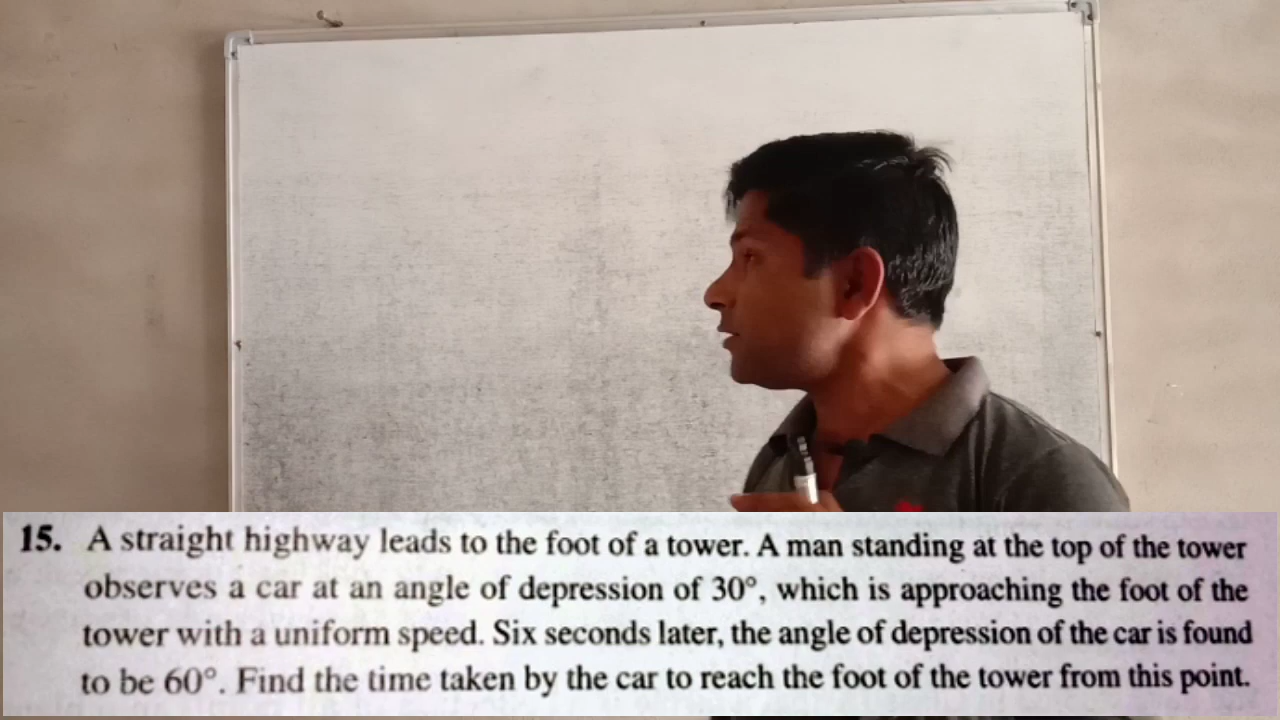 15. A straight highway leads to the foot of a tower. A man standing at the top of the tower
observes a car at an angle of depression of 30°, which is approaching the foot of the
tower with a uniform speed. Six seconds later, the angle of depression of the car is found
to be 60°. Find the time taken by the car to reach the foot of the tower from this point.